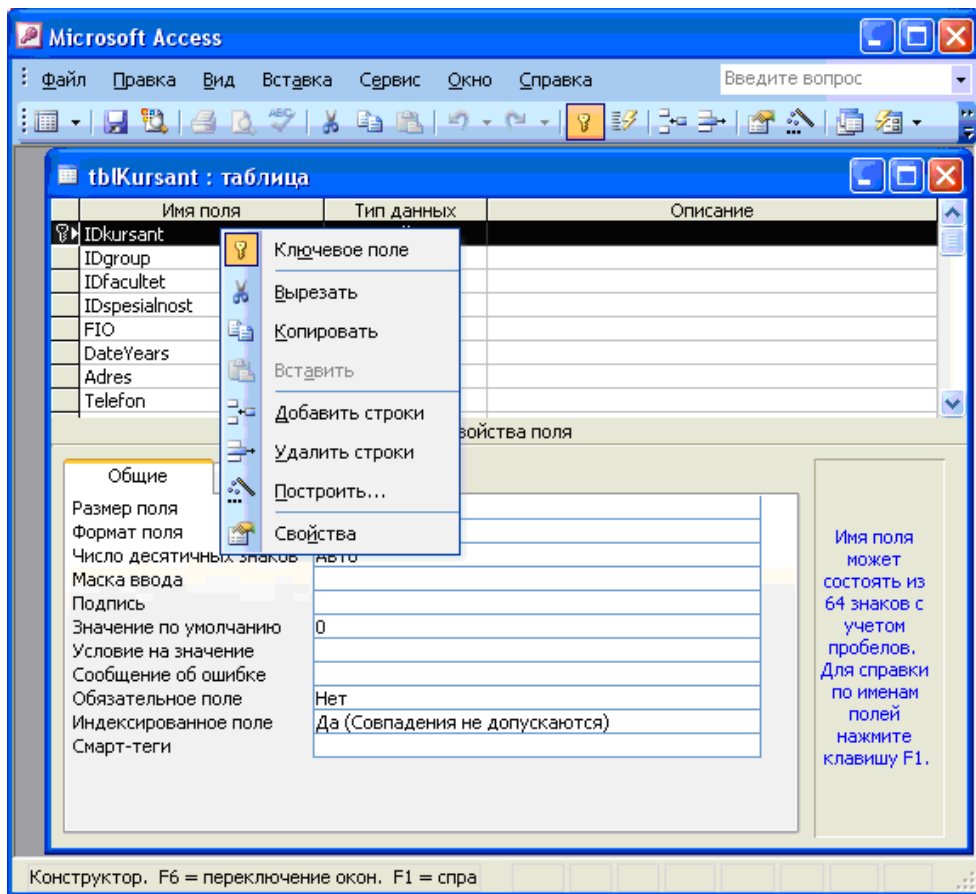 Microsoft Access
Файл Правка Вид Вставка Сервис Окно Справка Введите вопрос
ABC
tblKursant : таблица
Имя поля Тип данных Описание
IDkursant
IDgroup
IDfacultet
IDspesialnost
FIO
DateYears
Adres
Telefon
Ключевое поле
Вырезать
Копировать
Вставить
Добавить строки
Удалить строки
Построить...
Свойства
войства поля
Общие
Размер поля
Формат поля
Число десятичных знаков Авто
Маска ввода
Подпись
Значение по умолчанию 0
Условие на значение
Сообщение об ошибке
Обязательное поле Нет
Индексированное поле Да (Совпадения не допускаются)
Смарт-теги
Имя поля
может
состоять из
64 знаков с
учетом
пробелов.
Для справки
по именам
полей
нажмите
клавишу F1.
Конструктор. F6 = переключение окон. F1 = спра